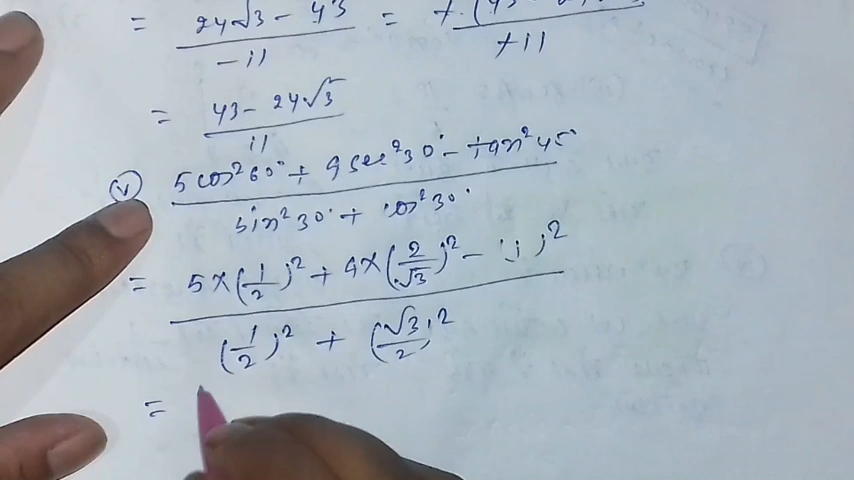 = 24√3 - 43 / -11 = +(43 - / +11
= 43 - 24√3 / 11
(v) 5cos²60° + 4sec²30° - tan²45° / sin²30° + cos²30°
= 5×(1/2)² + 4×(2/√3)² - (1)² / (1/2)² + (√3/2)²
=